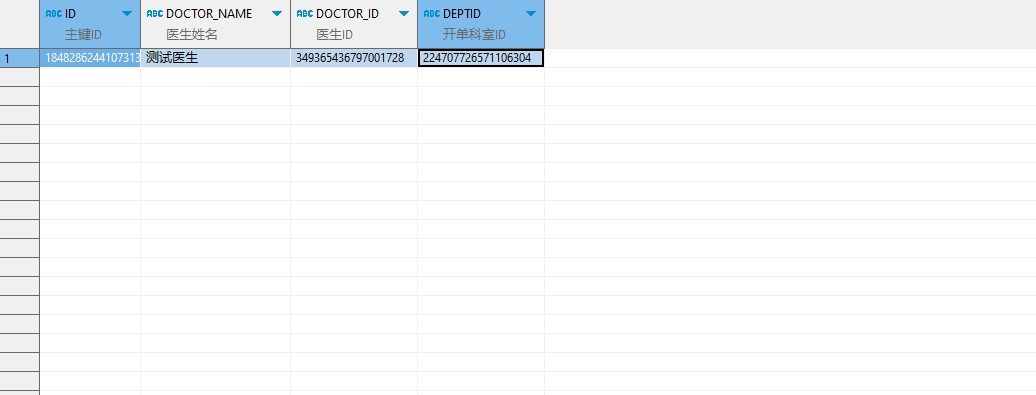 ABC ID ABC DOCTOR_NAME ABC DOCTOR_ID ABC DEPTID
主键ID 医生姓名 医生ID 开单科室ID
1 1848286244107313 测试医生 349365436797001728 224707726571106304